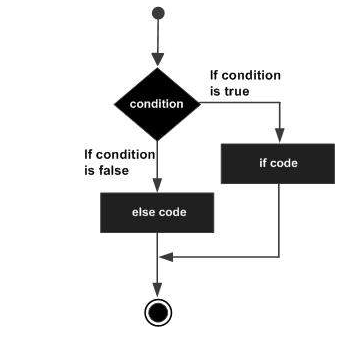 If condition
is true
condition
If condition
is false
if code
else code